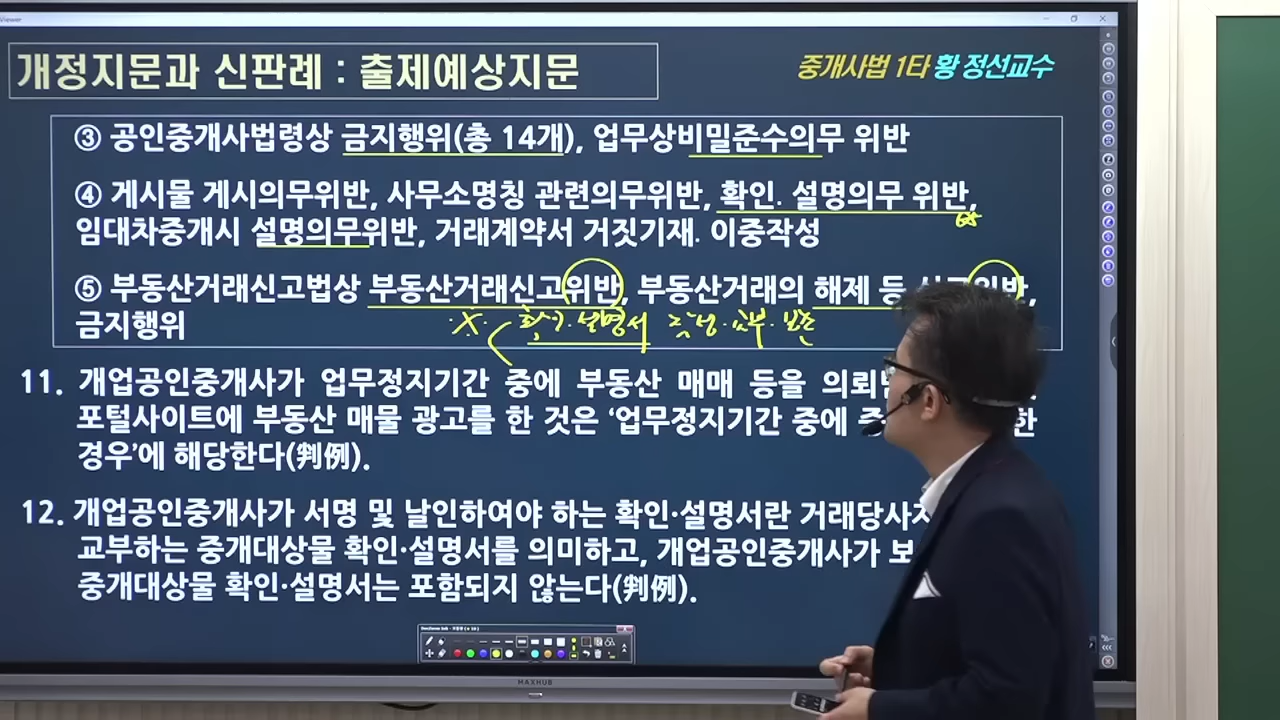 Viewer
개정지문과 신판례 : 출제예상지문
중개사법 1타 황 정선교수
③ 공인중개사법령상 금지행위(총 14개), 업무상비밀준수의무 위반
④ 게시물 게시의무위반, 사무소명칭 관련의무위반, 확인. 설명의무 위반,
임대차중개시 설명의무위반, 거래계약서 거짓기재. 이중작성
⑤ 부동산거래신고법상 부동산거래신고위반, 부동산거래의 해제 등
금지행위
설명서
11. 개업공인중개사가 업무정지기간 중에 부동산 매매 등을
포털사이트에 부동산 매물 광고를 한 것은 ‘업무정지기간 중에 한
경우’에 해당한다(判例).
12. 개업공인중개사가 서명 및 날인하여야 하는 확인·설명서란
교부하는 중개대상물 확인·설명서를 의미하고, 개업공인중개사가
중개대상물 확인·설명서는 포함되지 않는다(判例).
MAXHUB